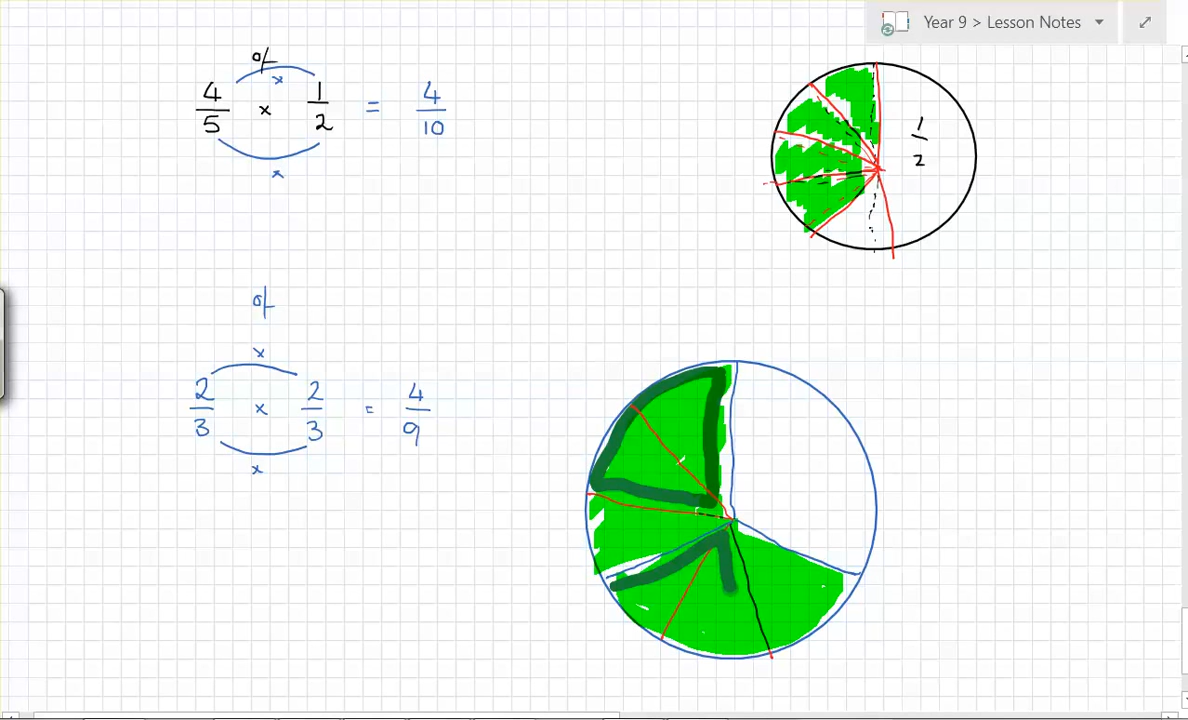 Year 9 > Lesson Notes
of
×
4/5 × 1/2 = 4/10
×
1/2
of
×
2/3 × 2/3 = 4/9
×